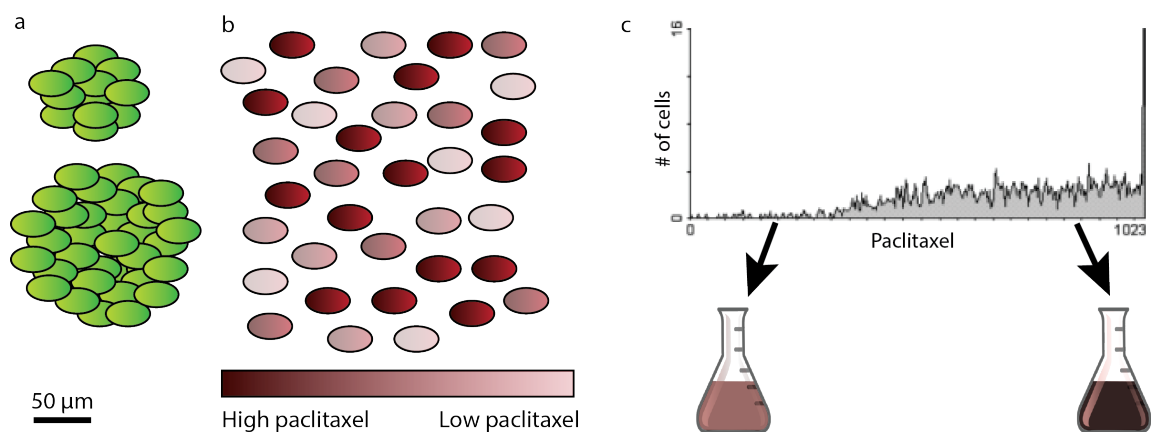 a
50 µm
b
High paclitaxel
Low paclitaxel
c
16
# of cells
0
0
Paclitaxel
1023